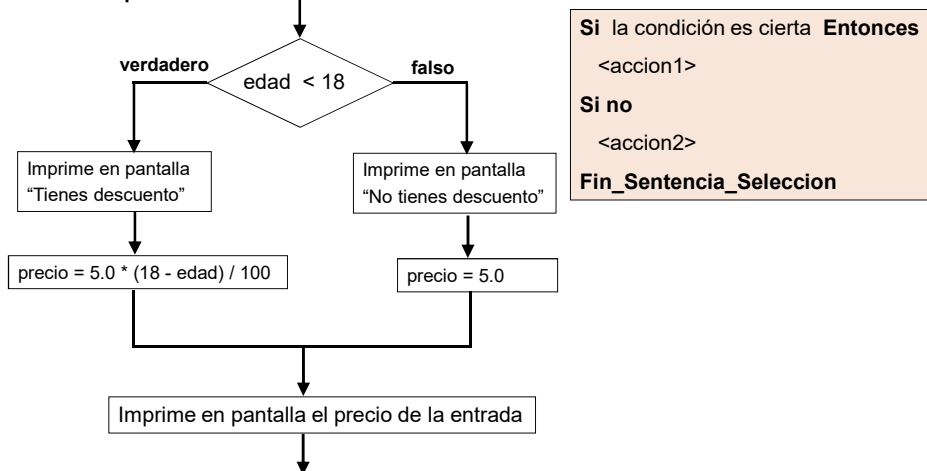 verdadero
edad < 18
falso
Imprime en pantalla
“Tienes descuento”
Imprime en pantalla
“No tienes descuento”
precio = 5.0 * (18 - edad) / 100
precio = 5.0
Imprime en pantalla el precio de la entrada
Si la condición es cierta Entonces
<accion1>
Si no
<accion2>
Fin_Sentencia_Seleccion